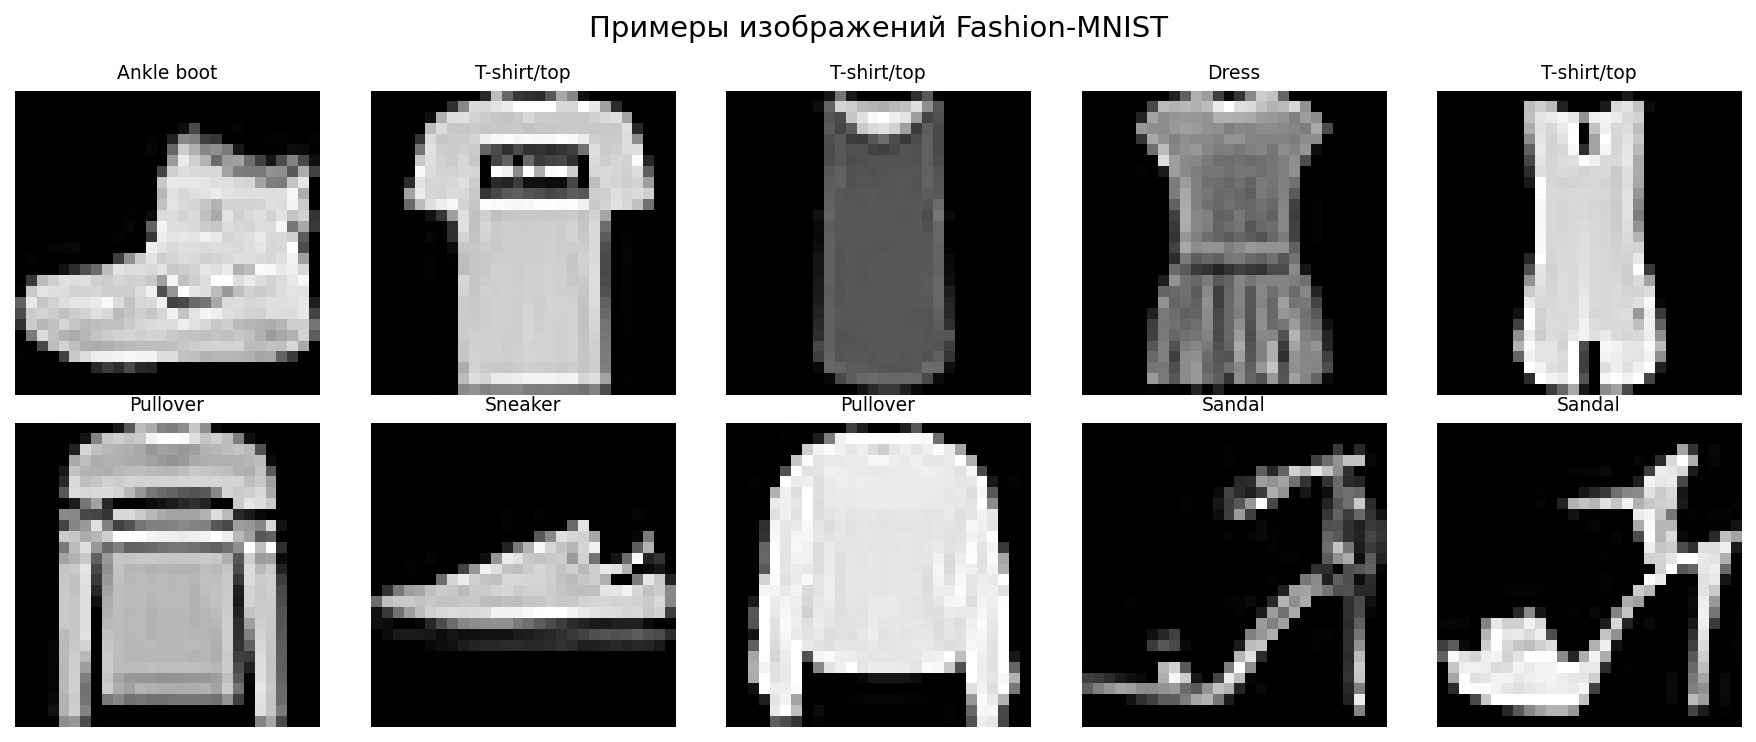 Примеры изображений Fashion-MNIST
Ankle boot
T-shirt/top
T-shirt/top
Dress
T-shirt/top
Pullover
Sneaker
Pullover
Sandal
Sandal